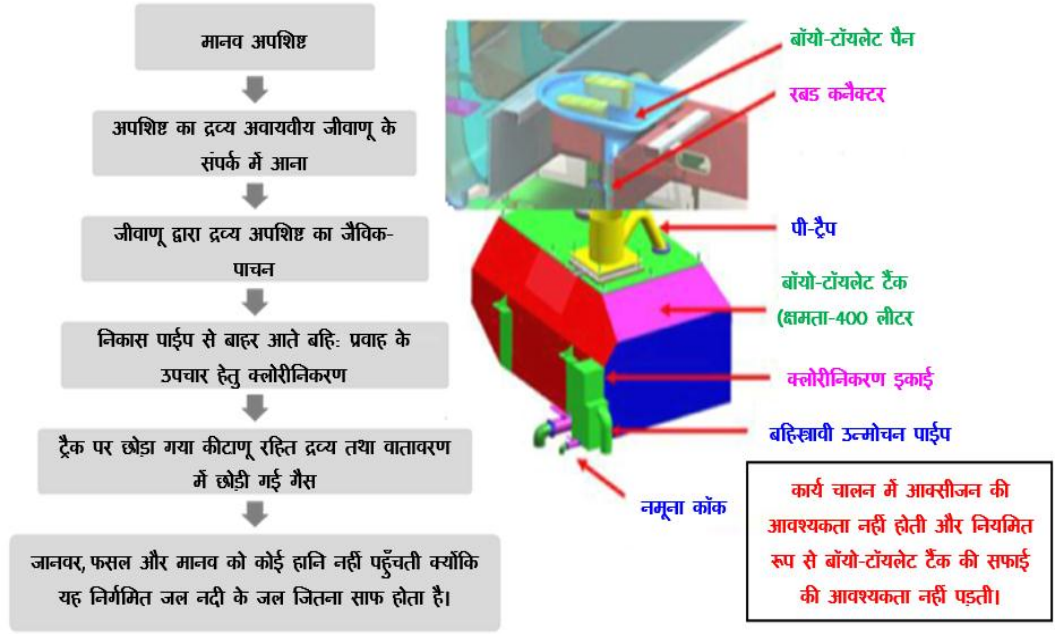 मानव अपशिष्ट
अपशिष्ट का द्रव्य अवायवीय जीवाणू के
संपर्क में आना
जीवाणू द्वारा द्रव्य अपशिष्ट का जैविक-
पाचन
निकास पाईप से बाहर आते बहि: प्रवाह के
उपचार हेतु क्लोरीनिकरण
ट्रैक पर छोड़ा गया कीटाणू रहित द्रव्य तथा वातावरण
में छोड़ी गई गैस
जानवर, फसल और मानव को कोई हानि नहीं पहुँचती क्योंकि
यह निर्गमित जल नदी के जल जितना साफ होता है।
बॉयो-टॉयलेट पैन
रबड कनैक्टर
पी-ट्रैप
बॉयो-टॉयलेट टैंक
(क्षमता-400 लीटर
क्लोरीनिकरण इकाई
बहिस्त्रावी उन्मोचन पाईप
नमूना कॉक
कार्य चालन में आक्सीजन की
आवश्यकता नहीं होती और नियमित
रूप से बॉयो-टॉयलेट टैंक की सफाई
की आवश्यकता नहीं पड़ती।